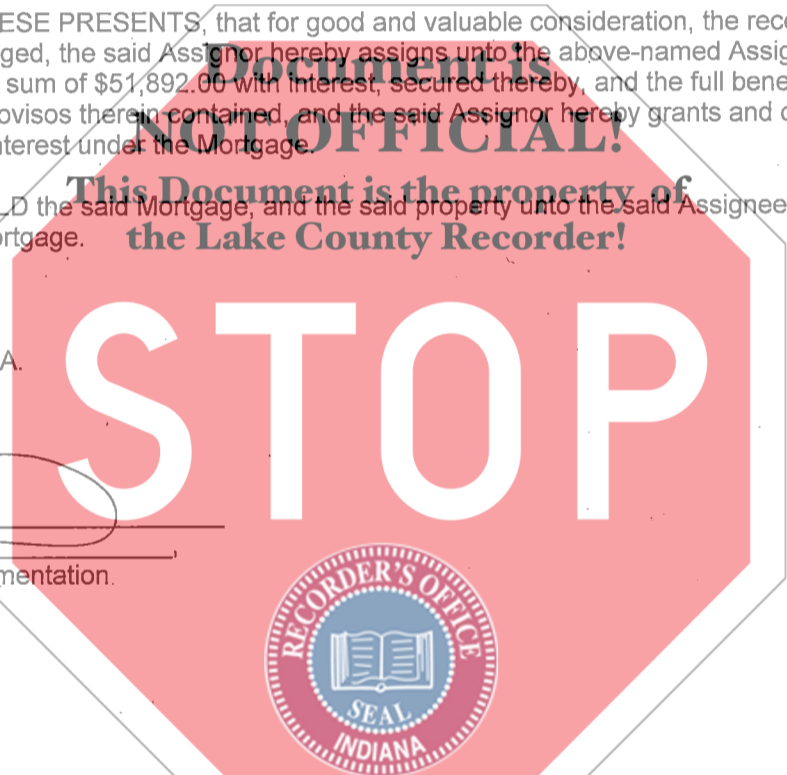 ESE PRESENTS, that for good and valuable consideration, the rece
ged, the said Assignor hereby assigns unto the above-named Assig
Document is
sum of $51,892.00 with interest, secured thereby, and the full bene
ovisos therein contained, and the said Assignor hereby grants and c
NOT OFFICIAL!
nterest under the Mortgage.
This Document is the property of
LD the said Mortgage, and the said property unto the said Assignee
rtgage.
the Lake County Recorder!
STOP
A.
,
mentation.
RECORDER'S OFFICE
SEAL
INDIANA